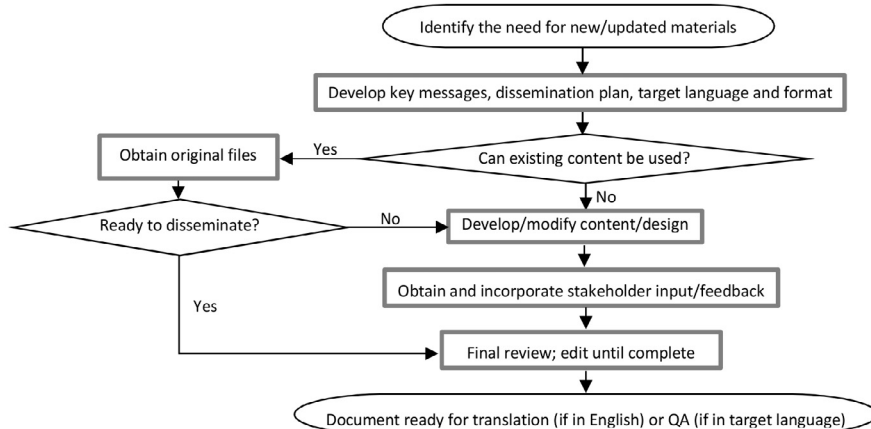 Identify the need for new/updated materials
Develop key messages, dissemination plan, target language and format
Can existing content be used?
Yes
Obtain original files
No
Ready to disseminate?
No
Develop/modify content/design
Obtain and incorporate stakeholder input/feedback
Yes
Final review; edit until complete
Document ready for translation (if in English) or QA (if in target language)